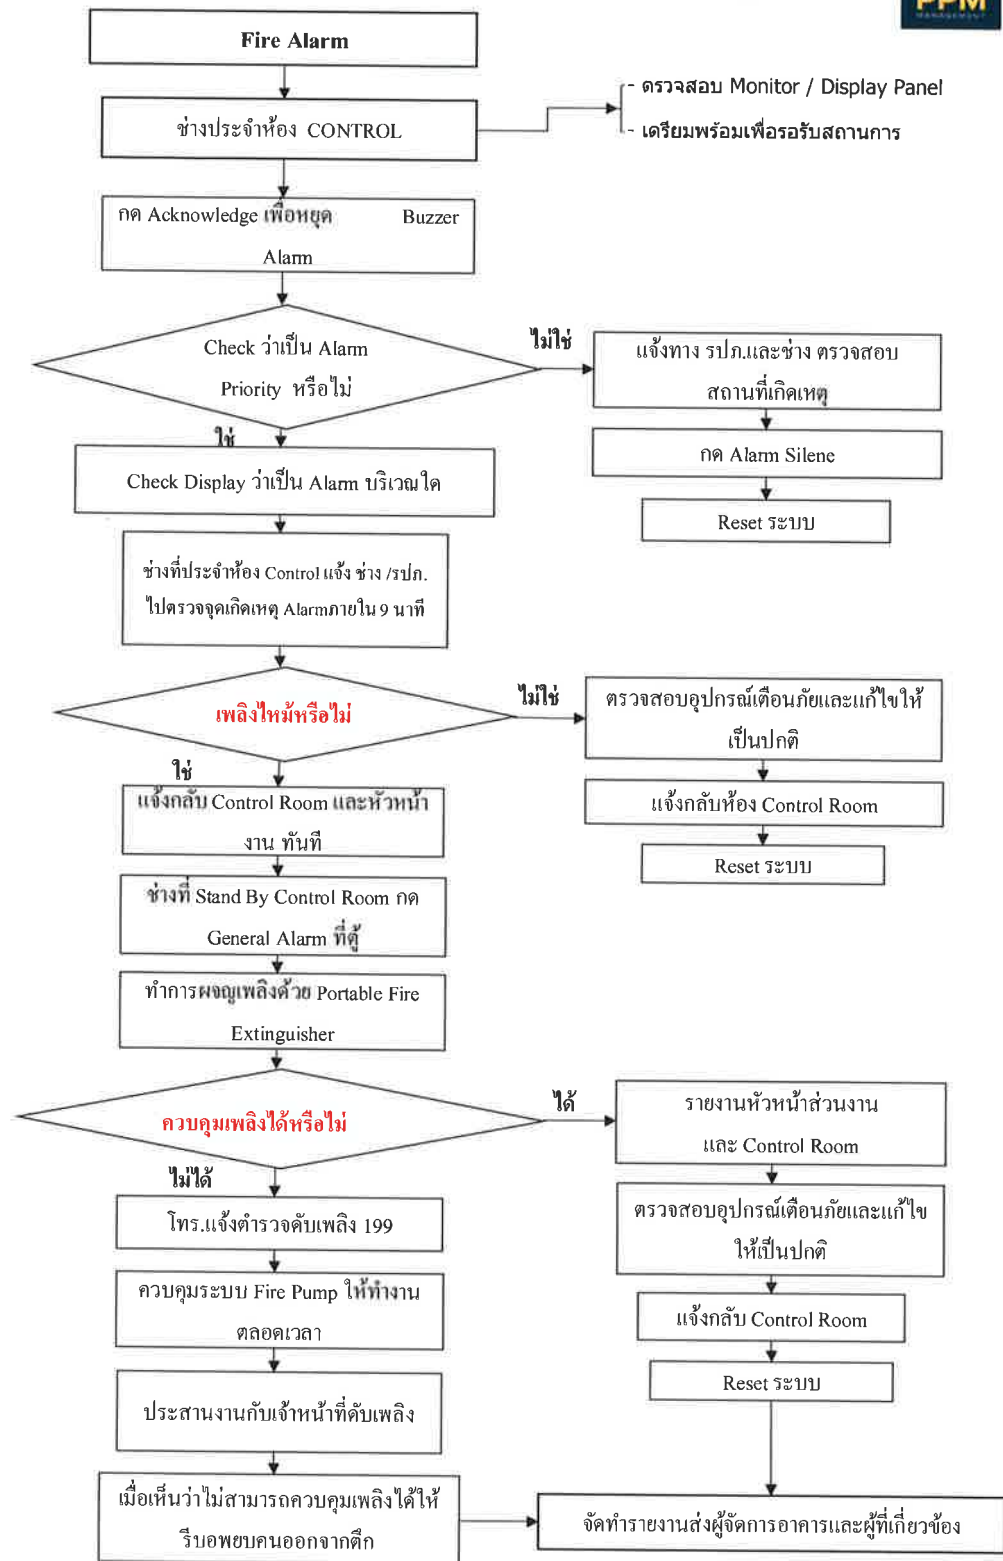 PPM
MANAGEMENT
Fire Alarm
ช่างประจำห้อง CONTROL
- ตรวจสอบ Monitor / Display Panel
- เตรียมพร้อมเพื่อรอรับสถานการ
กด Acknowledge เพื่อหยุด Buzzer
Alarm
Check ว่าเป็น Alarm
Priority หรือไม่
ไม่ใช่
แจ้งทาง รปภ.และช่าง ตรวจสอบ
สถานที่เกิดเหตุ
ใช่
กด Alarm Silene
Check Display ว่าเป็น Alarm บริเวณใด
Reset ระบบ
ช่างที่ประจำห้อง Control แจ้ง ช่าง /รปภ.
ไปตรวจจุดเกิดเหตุ Alarmภายใน 9 นาที
เพลิงไหม้หรือไม่
ไม่ใช่
ตรวจสอบอุปกรณ์เตือนภัยและแก้ไขให้
เป็นปกติ
ใช่
แจ้งกลับ Control Room และหัวหน้า
งาน ทันที
แจ้งกลับห้อง Control Room
Reset ระบบ
ช่างที่ Stand By Control Room กด
General Alarm ที่ตู้
ทำการผจญเพลิงด้วย Portable Fire
Extinguisher
ควบคุมเพลิงได้หรือไม่
ได้
รายงานหัวหน้าส่วนงาน
และ Control Room
ไม่ได้
โทร.แจ้งตำรวจดับเพลิง 199
ตรวจสอบอุปกรณ์เตือนภัยและแก้ไข
ให้เป็นปกติ
ควบคุมระบบ Fire Pump ให้ทำงาน
ตลอดเวลา
แจ้งกลับ Control Room
Reset ระบบ
ประสานงานกับเจ้าหน้าที่ดับเพลิง
เมื่อเห็นว่าไม่สามารถควบคุมเพลิงได้ให้
รีบอพยบคนออกจากตึก
จัดทำรายงานส่งผู้จัดการอาคารและผู้ที่เกี่ยวข้อง